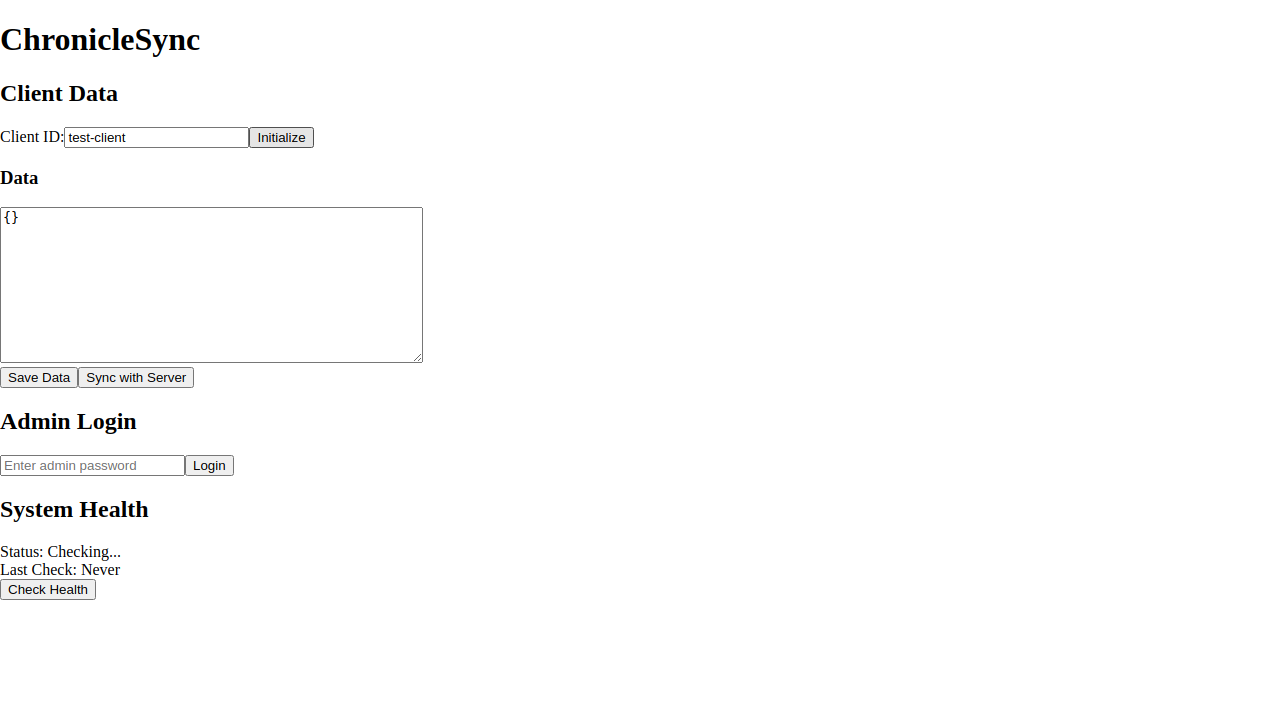 ChronicleSync
Client Data
Client ID: test-client Initialize
Data
{}
Save Data Sync with Server
Admin Login
Enter admin password Login
System Health
Status: Checking...
Last Check: Never
Check Health